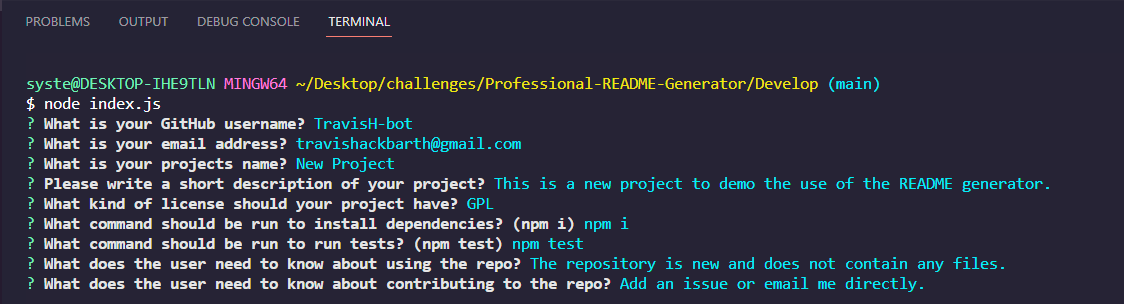 PROBLEMS OUTPUT DEBUG CONSOLE TERMINAL
syste@DESKTOP-IHE9TLN MINGW64 ~/Desktop/challenges/Professional-README-Generator/Develop (main)
$ node index.js
? What is your GitHub username? TravisH-bot
? What is your email address? travishackbarth@gmail.com
? What is your projects name? New Project
? Please write a short description of your project? This is a new project to demo the use of the README generator.
? What kind of license should your project have? GPL
? What command should be run to install dependencies? (npm i) npm i
? What command should be run to run tests? (npm test) npm test
? What does the user need to know about using the repo? The repository is new and does not contain any files.
? What does the user need to know about contributing to the repo? Add an issue or email me directly.